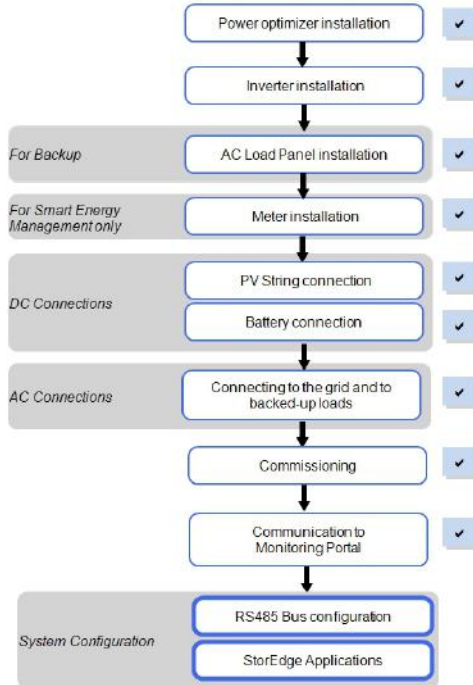 Power optimizer installation
Inverter installation
For Backup
AC Load Panel installation
For Smart Energy
Management only
Meter installation
DC Connections
PV String connection
Battery connection
AC Connections
Connecting to the grid and to
backed-up loads
Commissioning
Communication to
Monitoring Portal
System Configuration
RS485 Bus configuration
StorEdge Applications